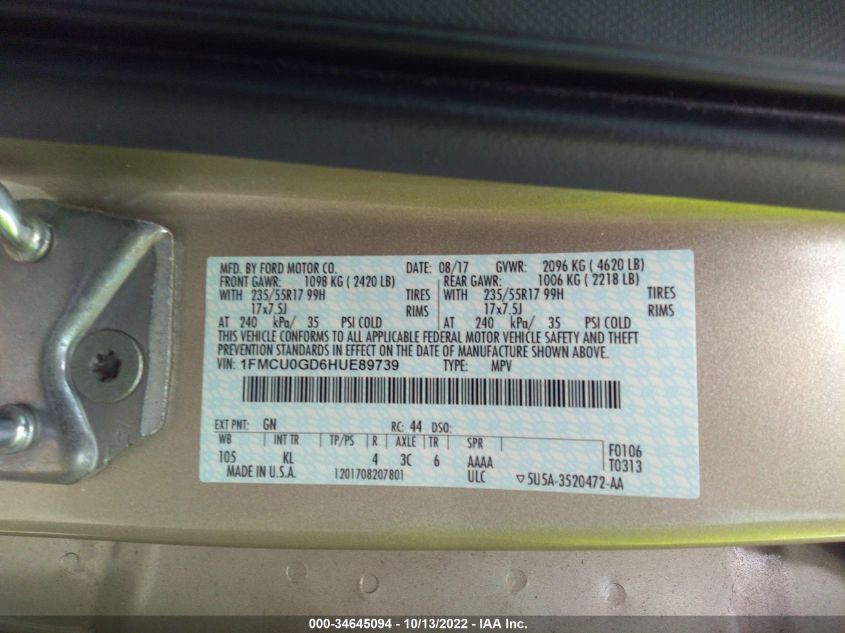 MFD. BY FORD MOTOR CO. DATE: 08/17 GVWR: 2096 KG ( 4620 LB)
FRONT GAWR: 1098 KG ( 2420 LB) REAR GAWR: 1006 KG ( 2218 LB)
WITH 235/55R17 99H TIRES WITH 235/55R17 99H TIRES
17x7.5J RIMS 17x7.5J RIMS
AT 240 kPa/ 35 PSI COLD AT 240 kPa/ 35 PSI COLD
THIS VEHICLE CONFORMS TO ALL APPLICABLE FEDERAL MOTOR VEHICLE SAFETY AND THEFT
PREVENTION STANDARDS IN EFFECT ON THE DATE OF MANUFACTURE SHOWN ABOVE.
VIN: 1FMCU0GD6HUE89739 TYPE: MPV
EXT PNT: GN RC: 44 DSO:
WB INT TR TP/PS R AXLE TR SPR F0106
105 KL 4 3C 6 AAAA T0313
MADE IN U.S.A. 1201708207801 ULC ▽5U5A-3520472-AA
000-34645094 - 10/13/2022 - IAA Inc.